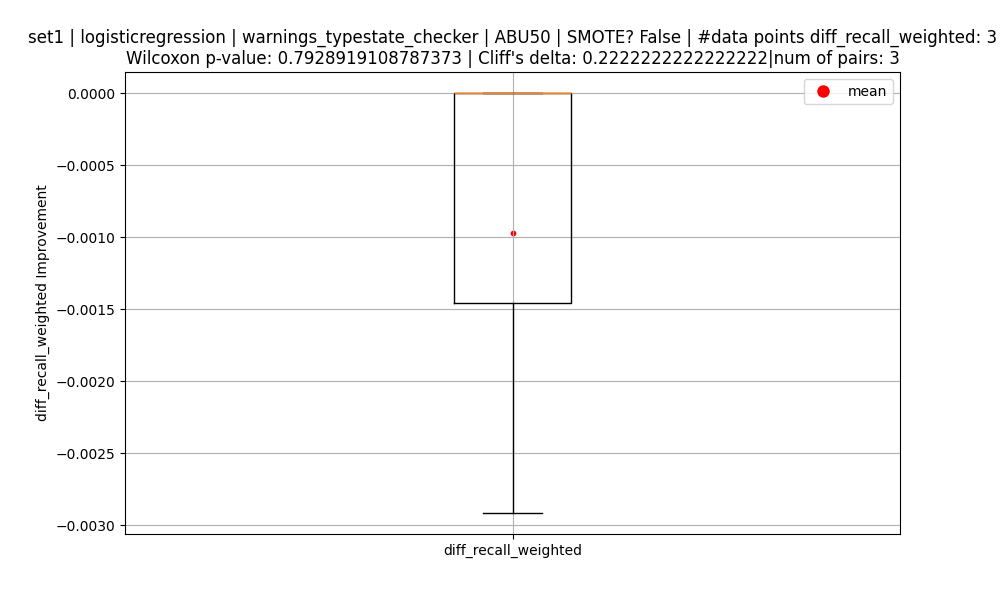 set1 | logisticregression | warnings_typestate_checker | ABU50 | SMOTE? False | #data points diff_recall_weighted: 3
Wilcoxon p-value: 0.7928919108787373 | Cliff's delta: 0.2222222222222222|num of pairs: 3
mean
0.0000
−0.0005
−0.0010
−0.0015
−0.0020
−0.0025
−0.0030
diff_recall_weighted Improvement
diff_recall_weighted